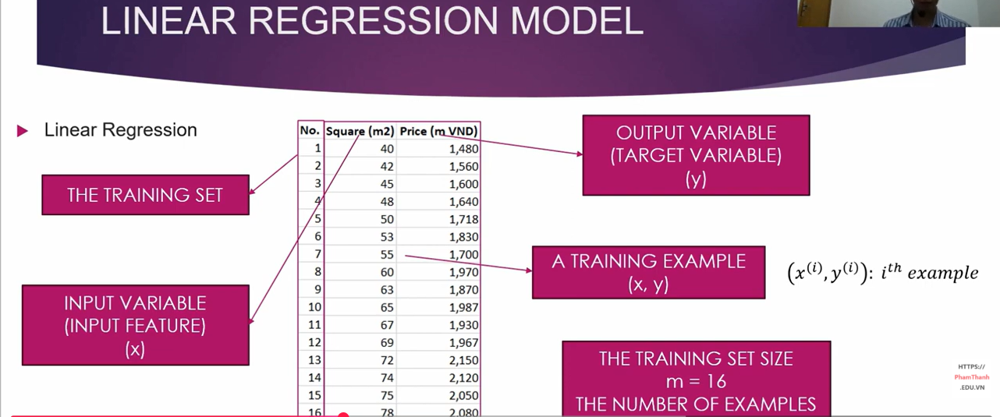 LINEAR REGRESSION MODEL
Linear Regression
THE TRAINING SET
INPUT VARIABLE
(INPUT FEATURE)
(x)
No. Square (m2) Price (m VND)
1 40 1,480
2 42 1,560
3 45 1,600
4 48 1,640
5 50 1,718
6 53 1,830
7 55 1,700
8 60 1,970
9 63 1,870
10 65 1,987
11 67 1,930
12 69 1,967
13 72 2,150
14 74 2,120
15 75 2,050
16 78 2,080
OUTPUT VARIABLE
(TARGET VARIABLE)
(y)
A TRAINING EXAMPLE
(x, y)
(x^(i), y^(i)): i^th example
THE TRAINING SET SIZE
m = 16
THE NUMBER OF EXAMPLES
HTTPS://
PhamThanh
.EDU.VN